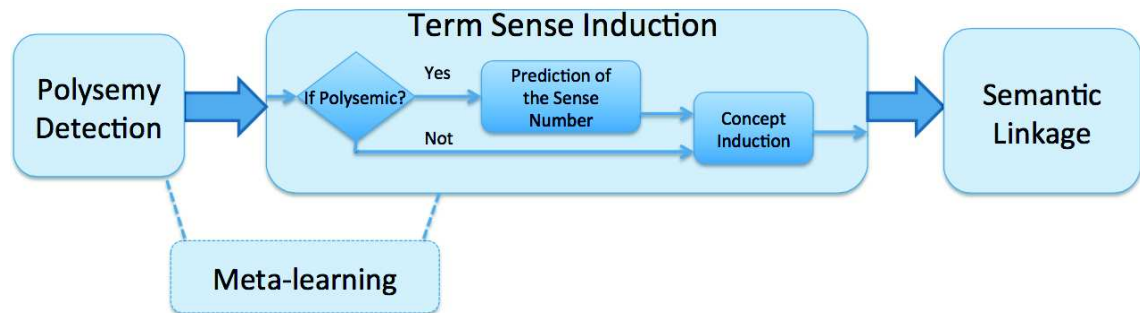 Term Sense Induction
Polysemy
Detection
If Polysemic?
Yes
Not
Prediction of
the Sense
Number
Concept
Induction
Semantic
Linkage
Meta-learning